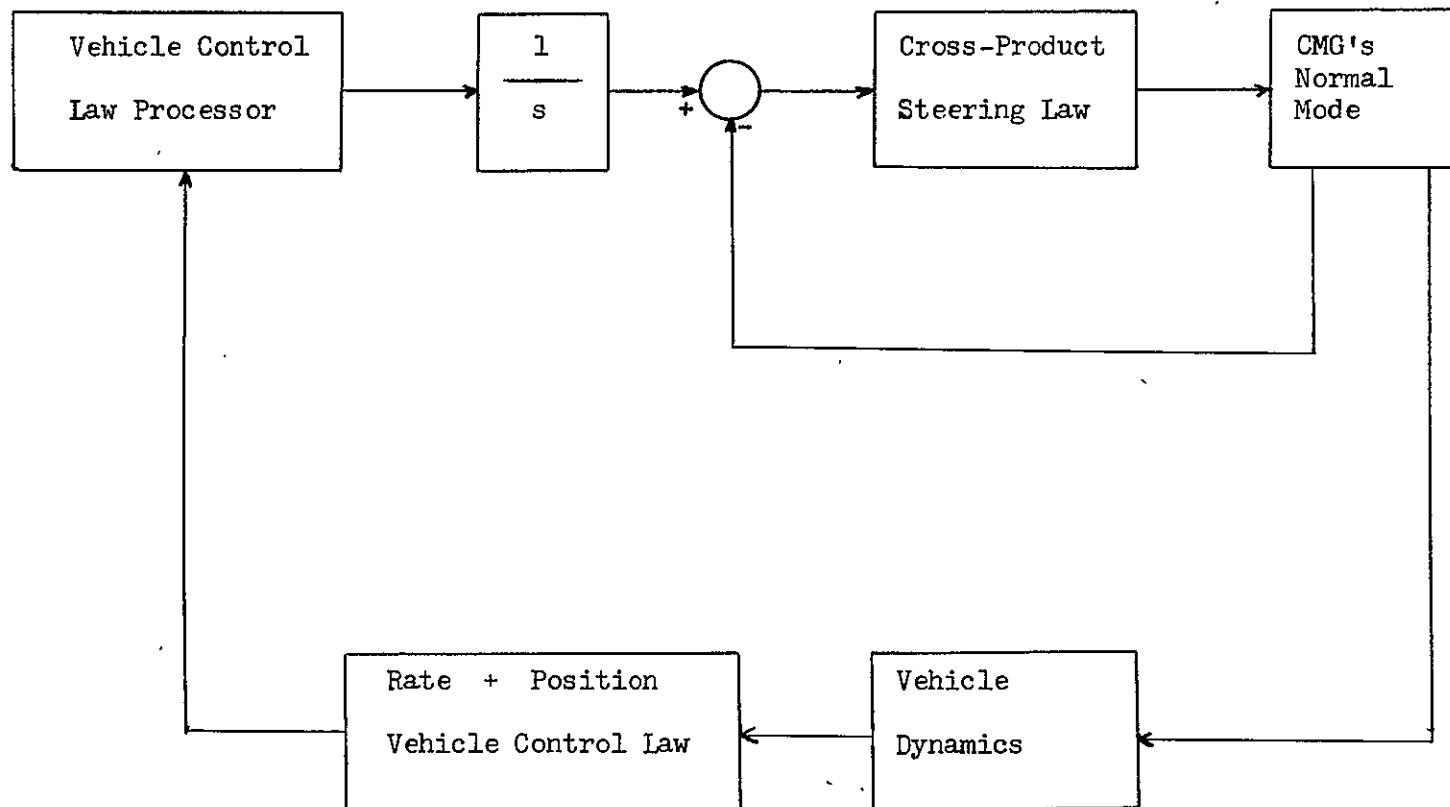 Vehicle Control
Law Processor
1
s
+
-
Cross-Product
Steering Law
CMG's
Normal
Mode
Rate + Position
Vehicle Control Law
Vehicle
Dynamics